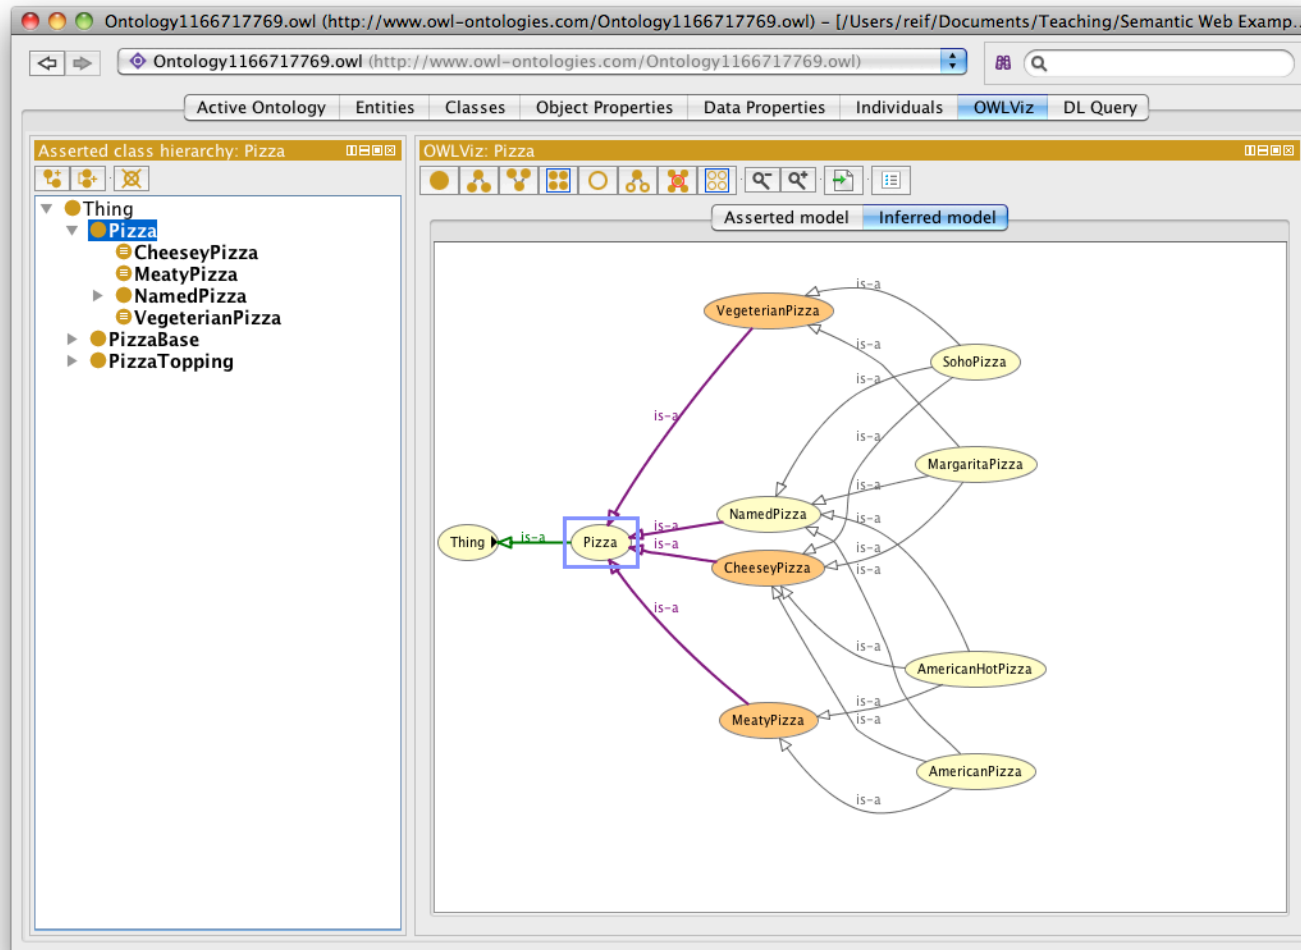 Ontology1166717769.owl (http://www.owl-ontologies.com/Ontology1166717769.owl) – [/Users/reif/Documents/Teaching/Semantic Web Examp...
Ontology1166717769.owl (http://www.owl-ontologies.com/Ontology1166717769.owl)
Active Ontology Entities Classes Object Properties Data Properties Individuals OWLViz DL Query
Asserted class hierarchy: Pizza
Thing
Pizza
CheeseyPizza
MeatyPizza
NamedPizza
VegeterianPizza
PizzaBase
PizzaTopping
OWLViz: Pizza
Asserted model Inferred model
is-a
VegeterianPizza
is-a
SohoPizza
is-a
is-a
is-a
MargaritaPizza
is-a
NamedPizza
is-a
is-a
Thing
is-a
Pizza
is-a
is-a
CheeseyPizza
is-a
is-a
is-a
AmericanHotPizza
is-a
MeatyPizza
is-a
AmericanPizza
is-a